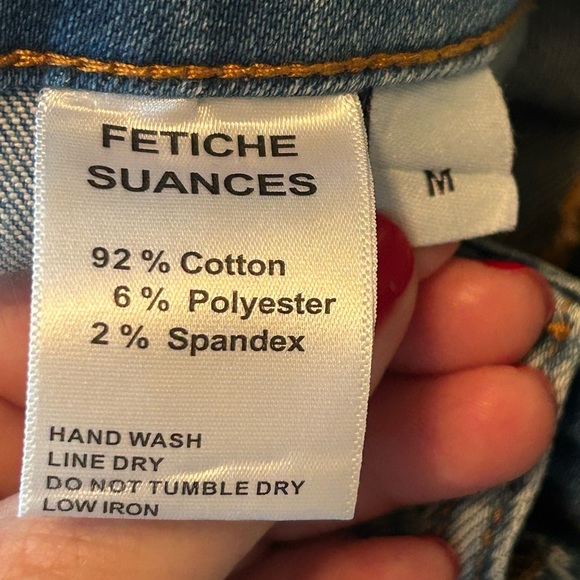 FETICHE
SUANCES
92 % Cotton
6 % Polyester
2 % Spandex
HAND WASH
LINE DRY
DO NOT TUMBLE DRY
LOW IRON
M